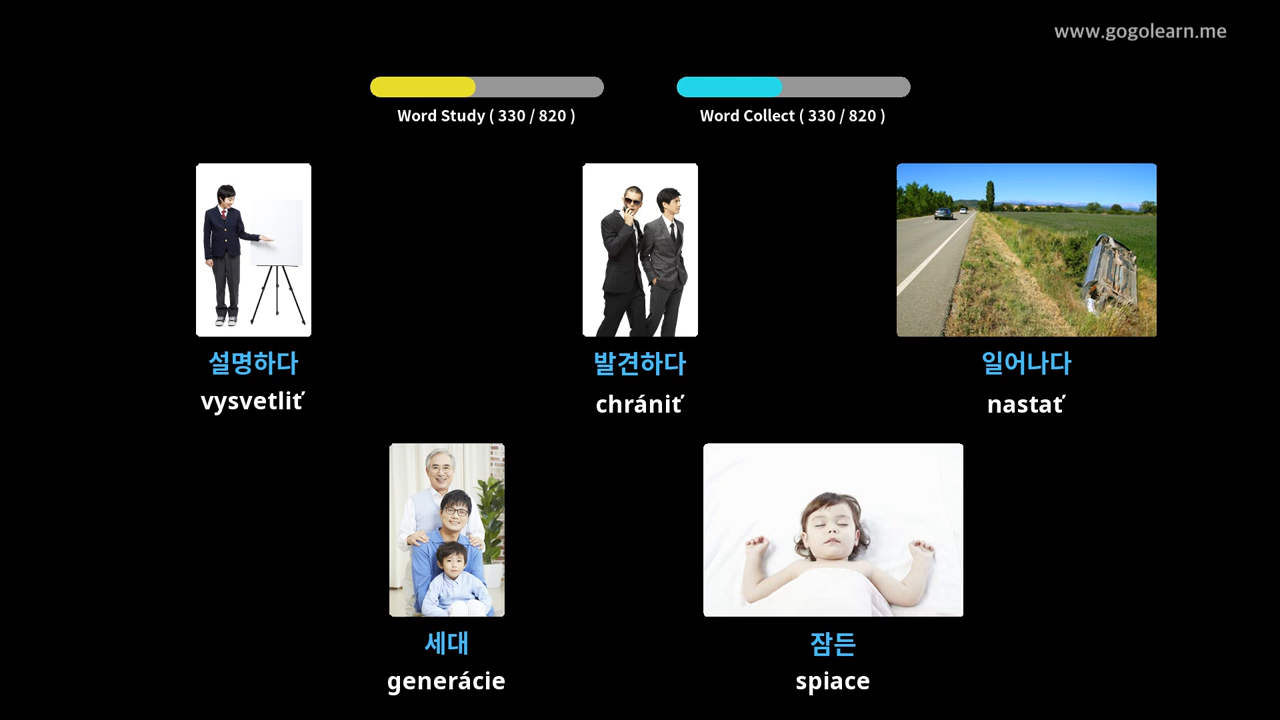 www.gogolearn.me
Word Study ( 330 / 820 )
Word Collect ( 330 / 820 )
설명하다
vysvetliť
발견하다
chrániť
일어나다
nastať
세대
generácie
잠든
spiace